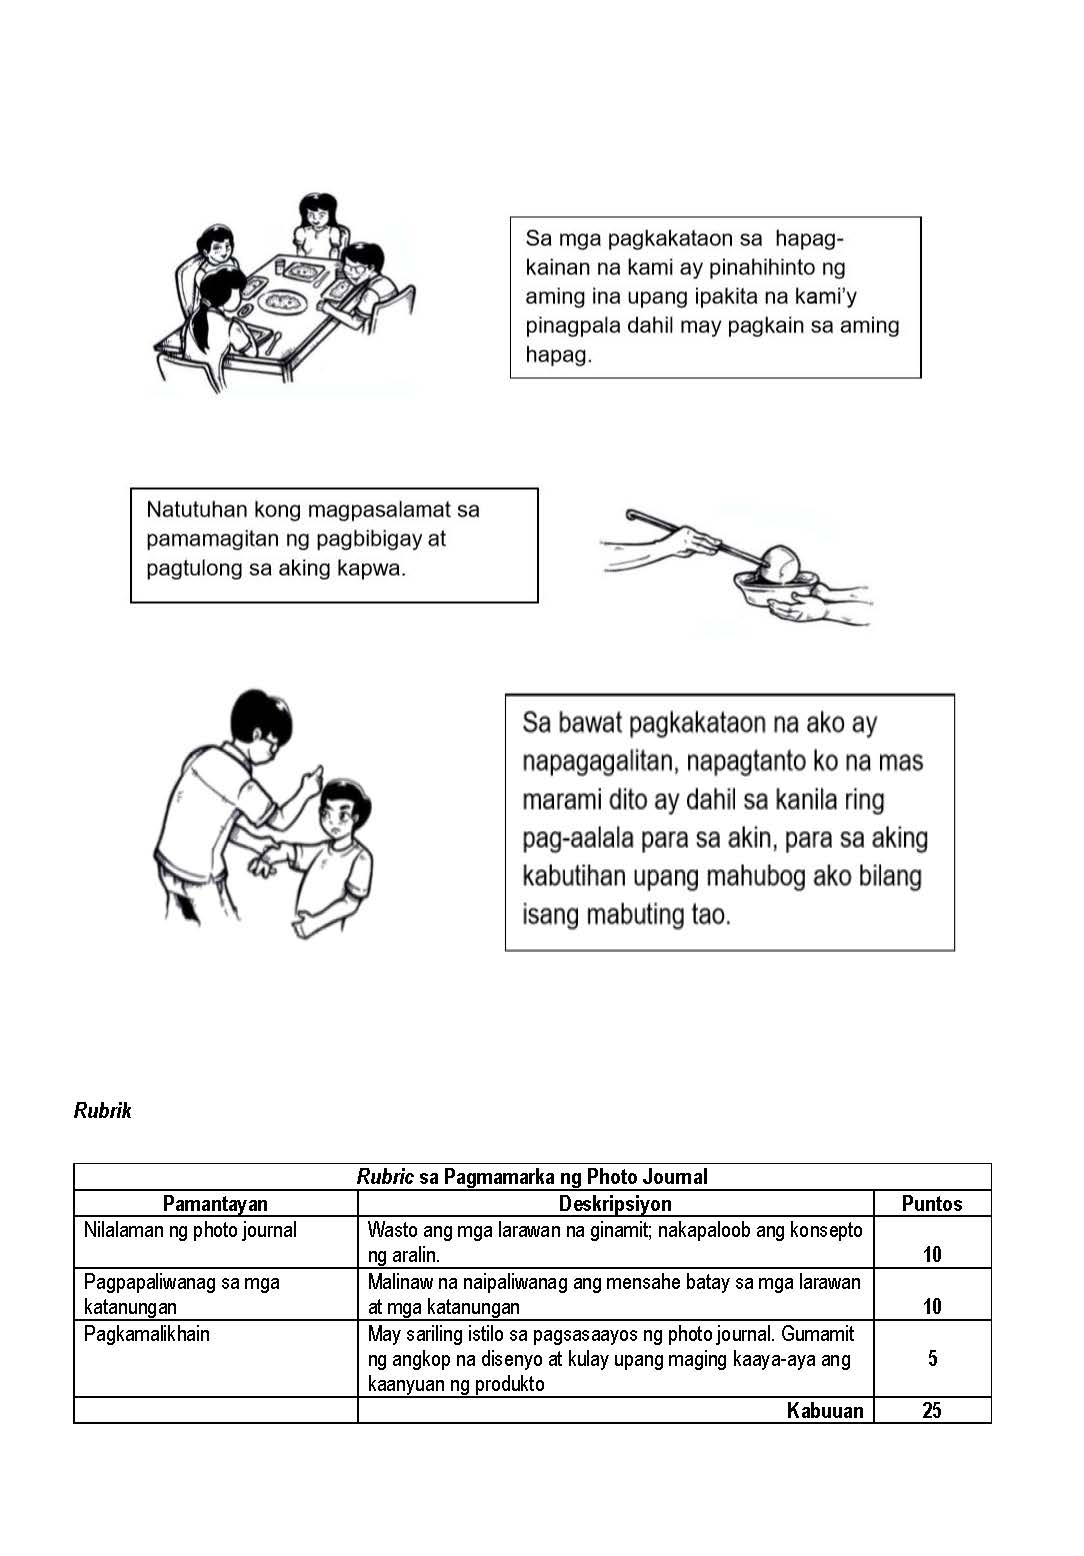 Sa mga pagkakataon sa hapag-
kainan na kami ay pinahihinto ng
aming ina upang ipakita na kami'y
pinagpala dahil may pagkain sa aming
hapag.
Natutuhan kong magpasalamat sa
pamamagitan ng pagbibigay at
pagtulong sa aking kapwa.
Sa bawat pagkakataon na ako ay
napagagalitan, napagtanto ko na mas
marami dito ay dahil sa kanila ring
pag-aalala para sa akin, para sa aking
kabutihan upang mahubog ako bilang
isang mabuting tao.
Rubrik
Rubric sa Pagmamarka ng Photo Journal
Pamantayan Deskripsiyon Puntos
Nilalaman ng photo journal Wasto ang mga larawan na ginamit; nakapaloob ang konsepto
ng aralin. 10
Pagpapaliwanag sa mga Malinaw na naipaliwanag ang mensahe batay sa mga larawan
katanungan at mga katanungan 10
Pagkamalikhain May sariling istilo sa pagsasaayos ng photo journal. Gumamit
ng angkop na disenyo at kulay upang maging kaaya-aya ang 5
kaanyuan ng produkto
Kabuuan 25